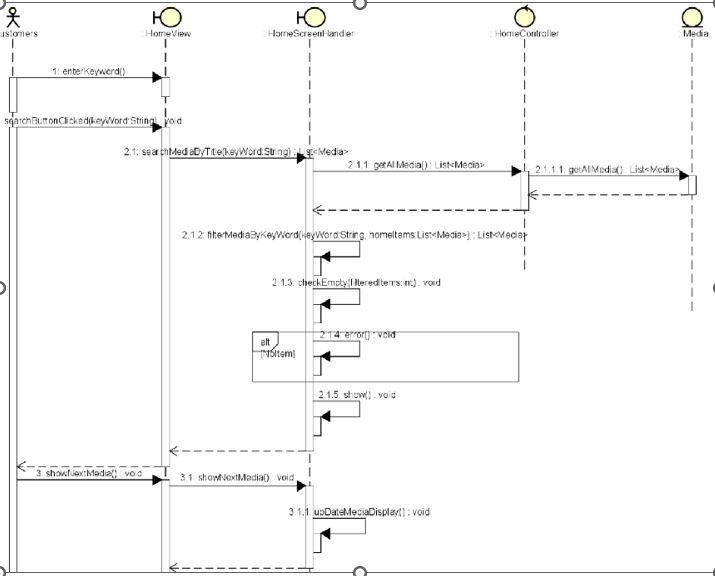 ustomers
: HomeView
: HomeScreenHandler
: HomeController
: Media
1: enterKeyword()
searchButtonClicked(keyWord:String) : void
2.1: searchMediaByTitle(keyWord:String) : List<Media>
2.1.1: getAllMedia() : List<Media>
2.1.1.1: getAllMedia() : List<Media>
2.1.2: filterMediaByKeyWord(keyWord:String, homeItems:List<Media>) : List<Media>
2.1.3: checkEmpty(filteredItems:int) : void
alt
2.1.4: error() : void
[NoItem]
2.1.5: show() : void
3: showNextMedia() : void
3.1: showNextMedia() : void
3.1.1: upDateMediaDisplay() : void